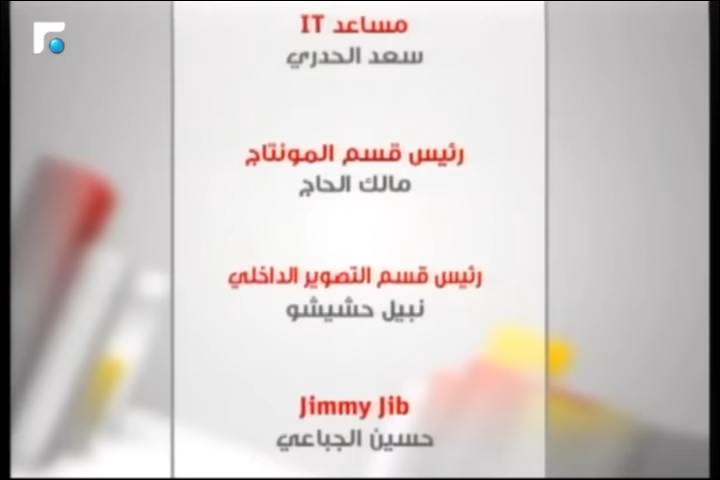 مساعد IT
سعد الحدري
رئيس قسم المونتاج
مالك الحاج
رئيس قسم التصوير الداخلي
نبيل حشيشو
Jimmy Jib
حسين الجباعي